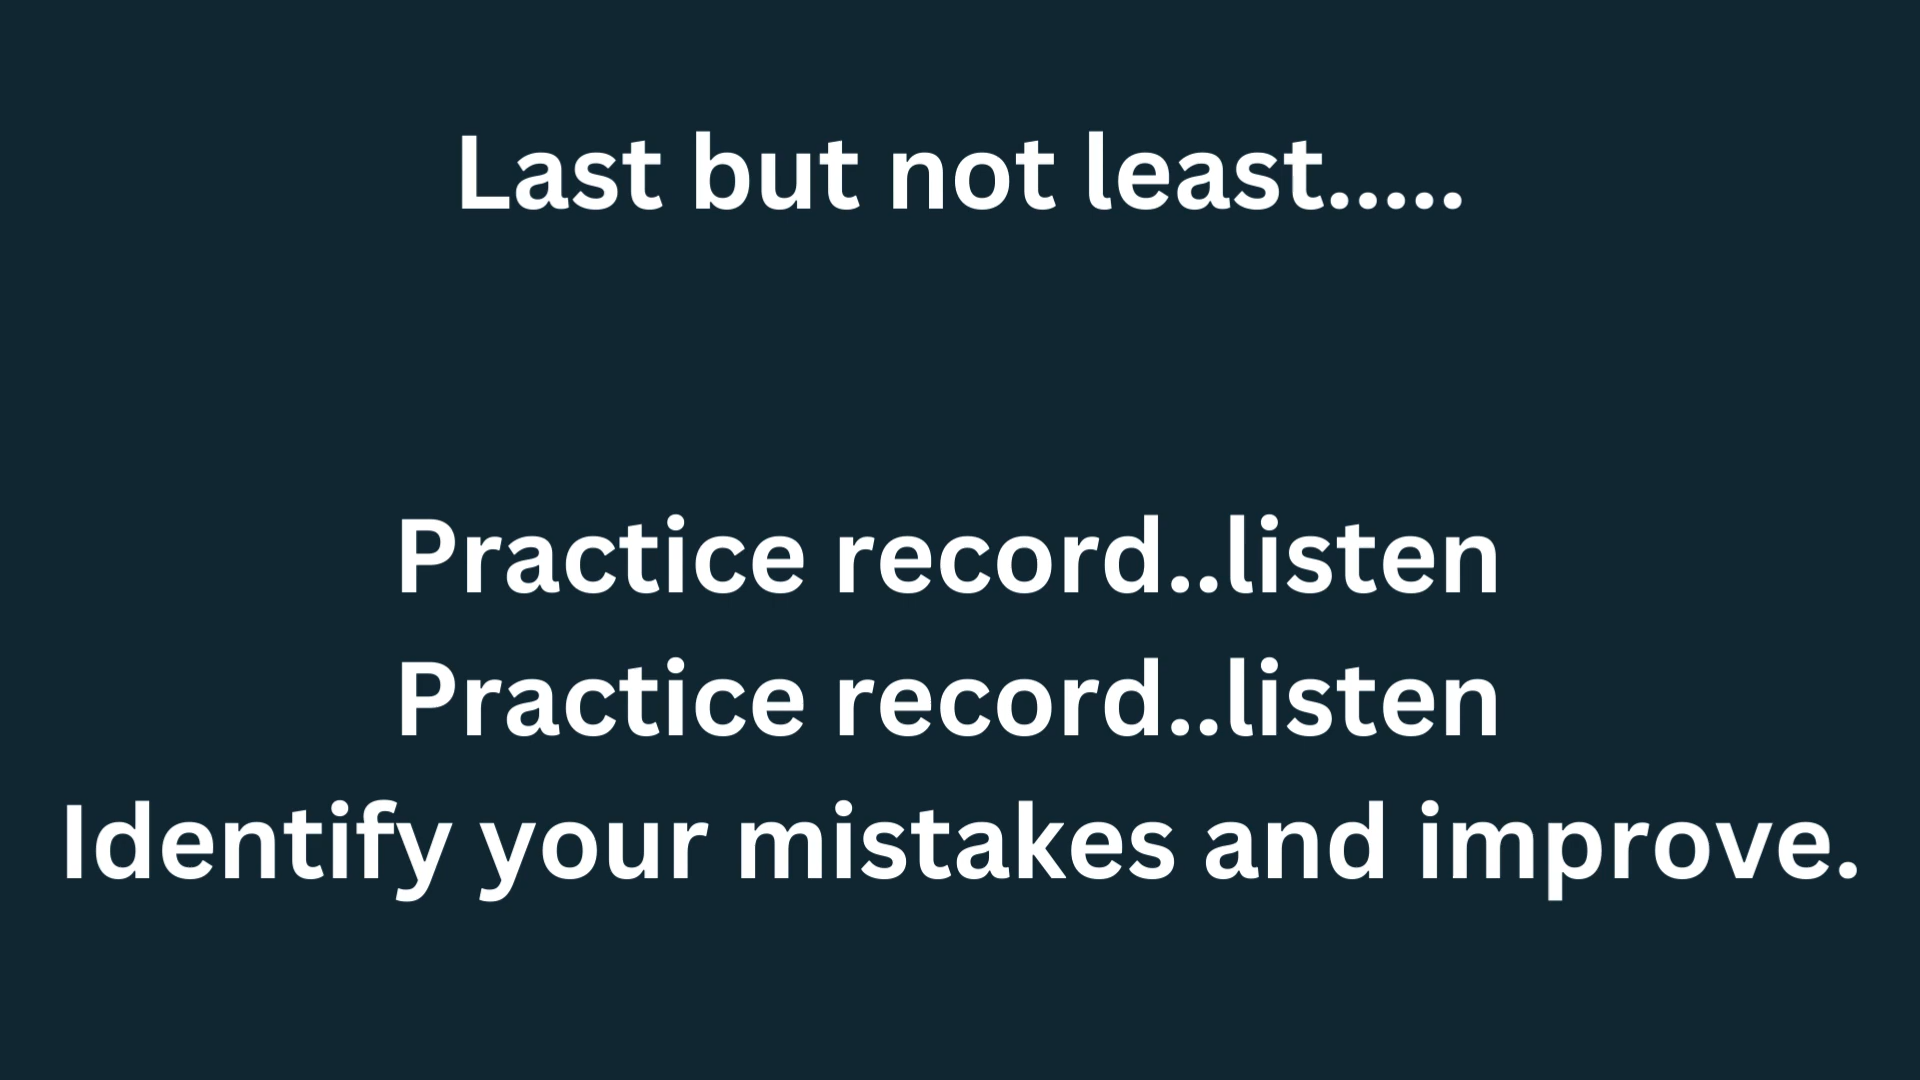 Last but not least.....
Practice record..listen
Practice record..listen
Identify your mistakes and improve.